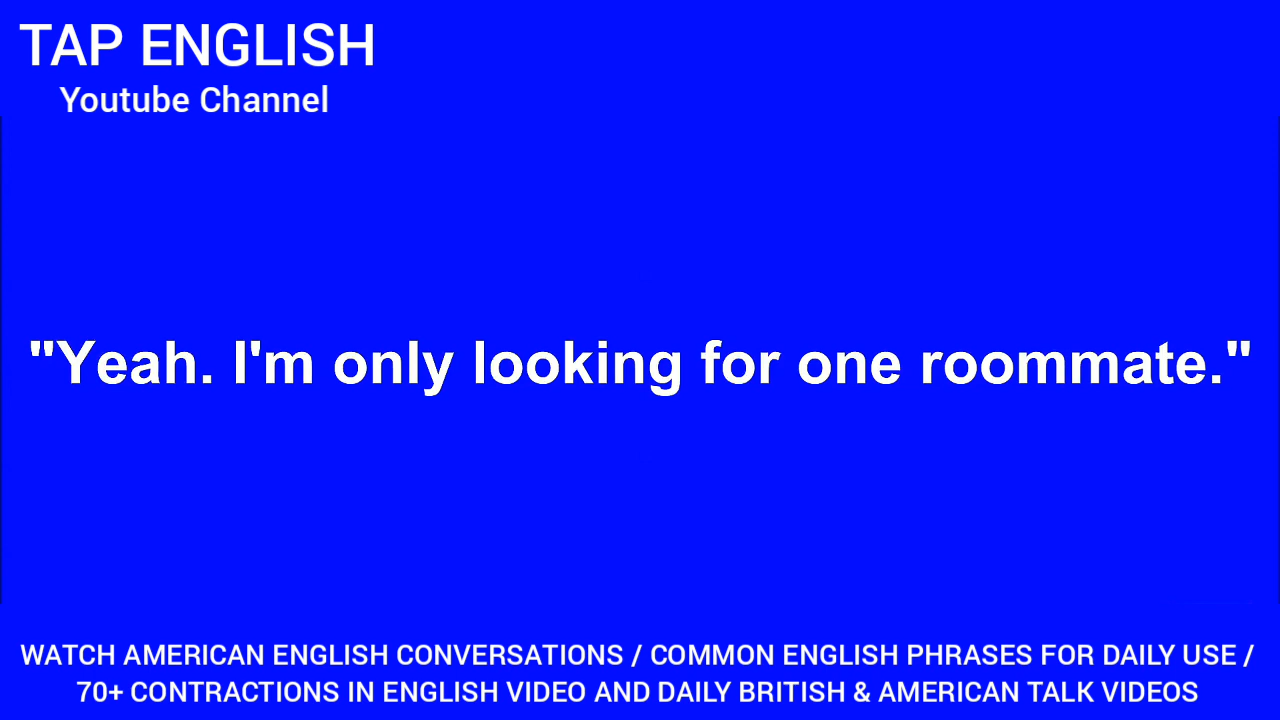 TAP ENGLISH
Youtube Channel
"Yeah. I'm only looking for one roommate."
WATCH AMERICAN ENGLISH CONVERSATIONS / COMMON ENGLISH PHRASES FOR DAILY USE /
70+ CONTRACTIONS IN ENGLISH VIDEO AND DAILY BRITISH & AMERICAN TALK VIDEOS